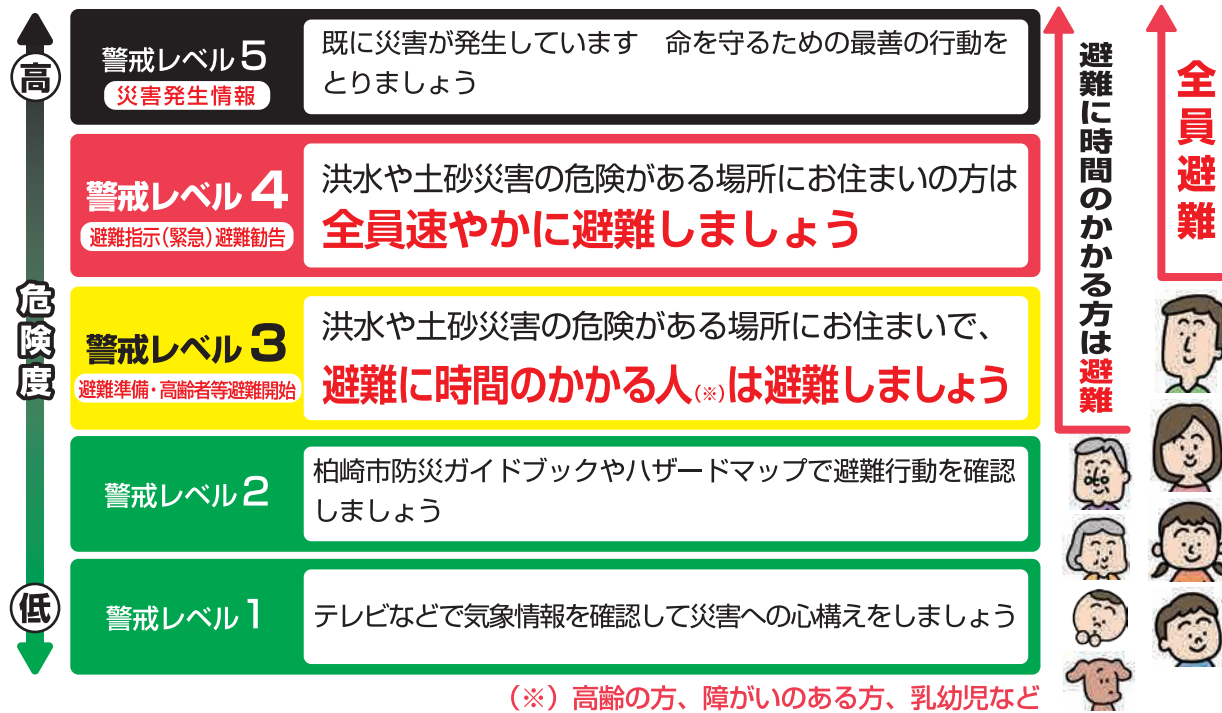 高
危険度
低
警戒レベル5
災害発生情報
既に災害が発生しています　命を守るための最善の行動を
とりましょう
警戒レベル4
避難指示(緊急)避難勧告
洪水や土砂災害の危険がある場所にお住まいの方は
全員速やかに避難しましょう
警戒レベル3
避難準備・高齢者等避難開始
洪水や土砂災害の危険がある場所にお住まいで、
避難に時間のかかる人(※)は避難しましょう
警戒レベル2
柏崎市防災ガイドブックやハザードマップで避難行動を確認
しましょう
警戒レベル1
テレビなどで気象情報を確認して災害への心構えをしましょう
避難に時間のかかる方は避難
全員避難
（※）高齢の方、障がいのある方、乳幼児など